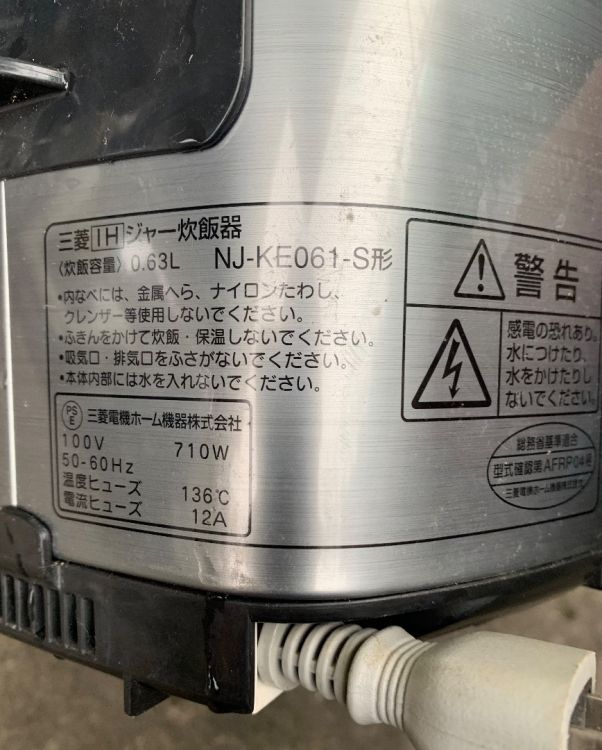 三菱 IH ジャー炊飯器
〈炊飯容量〉0.63L NJ-KE061-S形
•内なべには、金属へら、ナイロンたわし、
クレンザー等使用しないでください。
•ふきんをかけて炊飯・保温しないでください。
•吸気口・排気口をふさがないでください。
•本体内部には水を入れないでください。
PS
E
三菱電機ホーム機器株式会社
100V 710W
50-60Hz
温度ヒューズ 136℃
電流ヒューズ 12A
警告
感電の恐れあり。
水につけたり、
水をかけたりし
ないでください。
総務省基準適合
型式確認第AFRP04
三菱電機ホーム機器株式会社